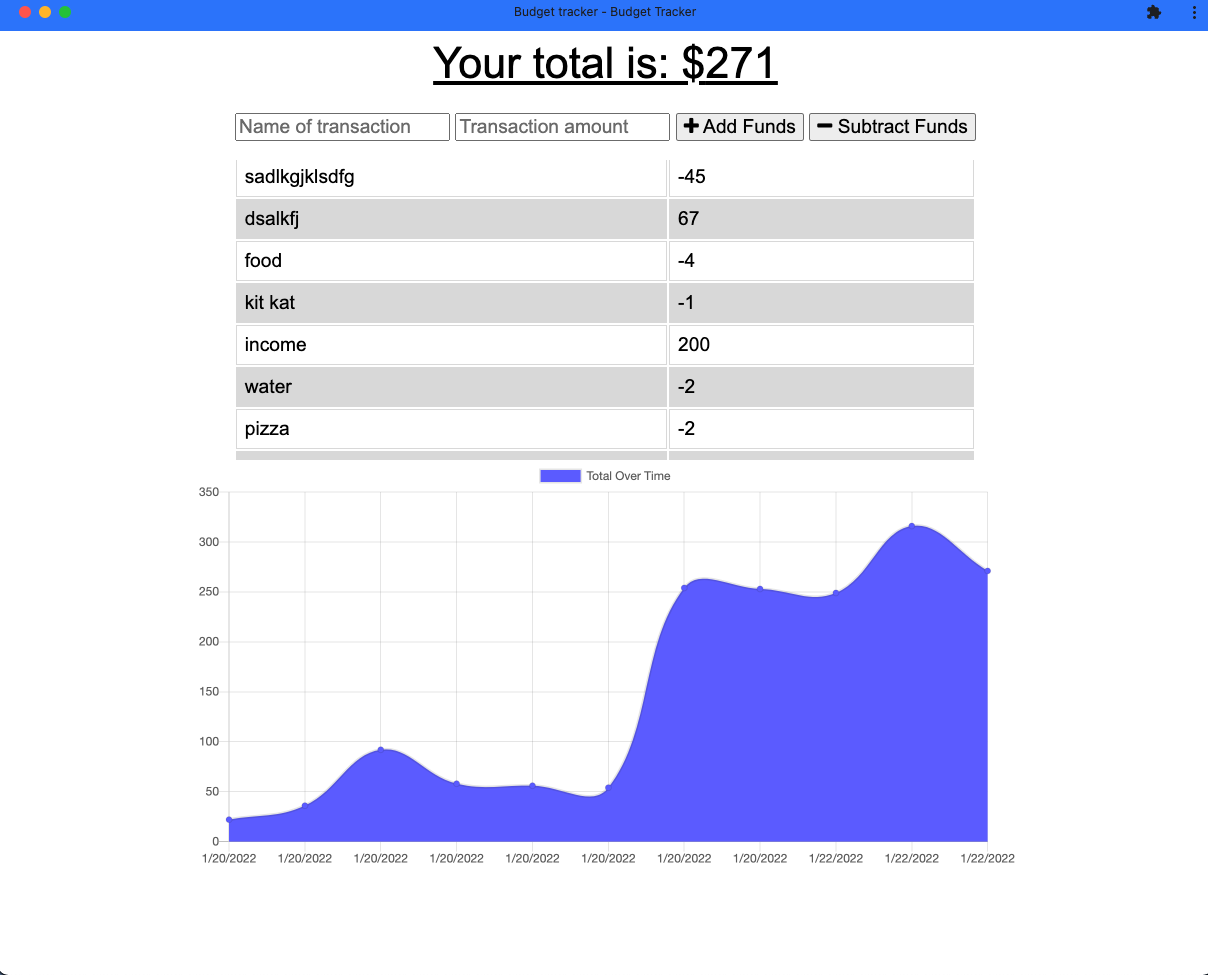 Budget tracker - Budget Tracker
Your total is: $271
Name of transaction Transaction amount Add Funds Subtract Funds
sadlkgjklsdfg -45
dsalkfj 67
food -4
kit kat -1
income 200
water -2
pizza -2
Total Over Time
350
300
250
200
150
100
50
0
1/20/2022 1/20/2022 1/20/2022 1/20/2022 1/20/2022 1/20/2022 1/20/2022 1/20/2022 1/22/2022 1/22/2022 1/22/2022